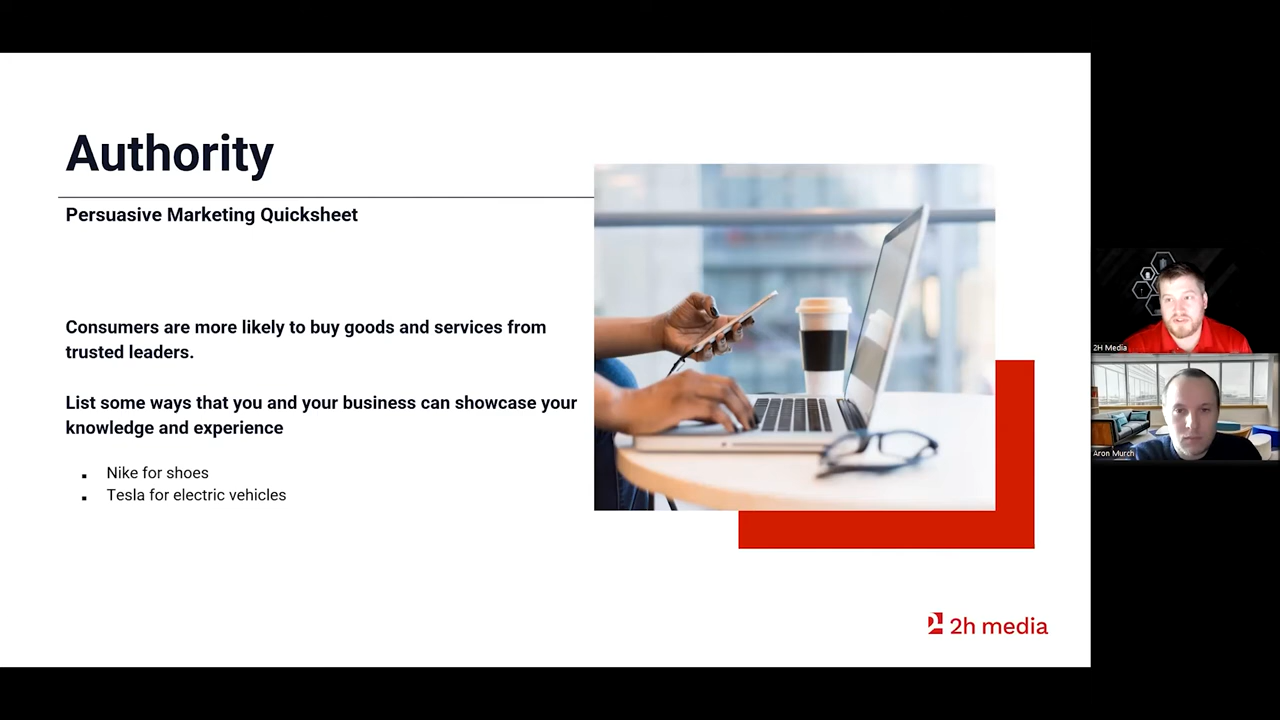 Authority
Persuasive Marketing Quicksheet
Consumers are more likely to buy goods and services from
trusted leaders.
List some ways that you and your business can showcase your
knowledge and experience
▪ Nike for shoes
▪ Tesla for electric vehicles
2h media
2H Media
Aron Murch